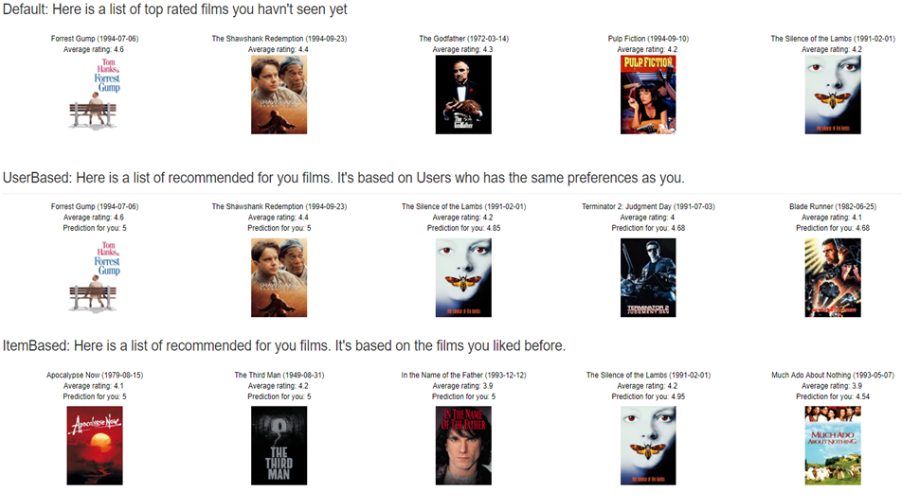 Default: Here is a list of top rated films you havn't seen yet
Forrest Gump (1994-07-06)
Average rating: 4.6
Tom
Hanks
Forrest
Gump
The Shawshank Redemption (1994-09-23)
Average rating: 4.4
The Godfather (1972-03-14)
Average rating: 4.3
Pulp Fiction (1994-09-10)
Average rating: 4.2
PULP FICTION
The Silence of the Lambs (1991-02-01)
Average rating: 4.2
UserBased: Here is a list of recommended for you films. It's based on Users who has the same preferences as you.
Forrest Gump (1994-07-06)
Average rating: 4.6
Prediction for you: 5
Tom
Hanks
Forrest
Gump
The Shawshank Redemption (1994-09-23)
Average rating: 4.4
Prediction for you: 5
The Silence of the Lambs (1991-02-01)
Average rating: 4.2
Prediction for you: 4.85
Terminator 2: Judgment Day (1991-07-03)
Average rating: 4
Prediction for you: 4.68
TERMINATOR 2
JUDGMENT DAY
Blade Runner (1982-06-25)
Average rating: 4.1
Prediction for you: 4.68
ItemBased: Here is a list of recommended for you films. It's based on the films you liked before.
Apocalypse Now (1979-08-15)
Average rating: 4.1
Prediction for you: 5
Apocalypse Now
The Third Man (1949-08-31)
Average rating: 4.2
Prediction for you: 5
THE
THIRD
MAN
In the Name of the Father (1993-12-12)
Average rating: 3.9
Prediction for you: 5
IN THE NAME
OF THE FATHER
The Silence of the Lambs (1991-02-01)
Average rating: 4.2
Prediction for you: 4.95
Much Ado About Nothing (1993-05-07)
Average rating: 3.9
Prediction for you: 4.54
MUCH ADO
ABOUT NOTHING